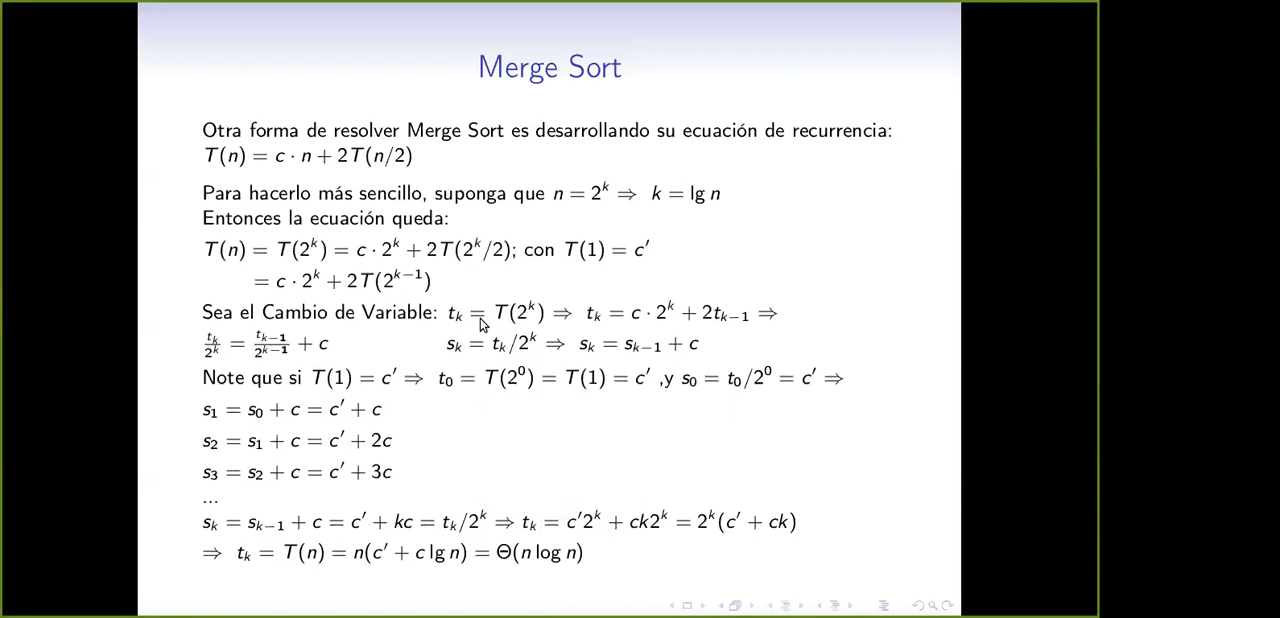 Merge Sort
Otra forma de resolver Merge Sort es desarrollando su ecuación de recurrencia:
T(n) = c · n + 2T(n/2)
Para hacerlo más sencillo, suponga que n = 2^k ⇒ k = lg n
Entonces la ecuación queda:
T(n) = T(2^k) = c · 2^k + 2T(2^k/2); con T(1) = c′
= c · 2^k + 2T(2^{k−1})
Sea el Cambio de Variable: t_k = T(2^k) ⇒ t_k = c · 2^k + 2t_{k−1} ⇒
t_k/2^k = t_{k−1}/2^{k−1} + c s_k = t_k/2^k ⇒ s_k = s_{k−1} + c
Note que si T(1) = c′ ⇒ t_0 = T(2^0) = T(1) = c′ ,y s_0 = t_0/2^0 = c′ ⇒
s_1 = s_0 + c = c′ + c
s_2 = s_1 + c = c′ + 2c
s_3 = s_2 + c = c′ + 3c
...
s_k = s_{k−1} + c = c′ + kc = t_k/2^k ⇒ t_k = c′2^k + ck2^k = 2^k(c′ + ck)
⇒ t_k = T(n) = n(c′ + c lg n) = Θ(n log n)